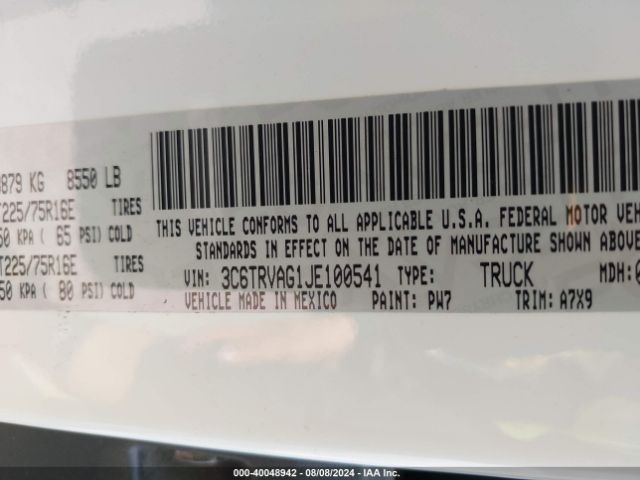 879 KG 8550 LB
225/75R16E TIRES
50 KPA ( 65 PSI) COLD
T225/75R16E TIRES
50 KPA ( 80 PSI) COLD
THIS VEHICLE CONFORMS TO ALL APPLICABLE U.S.A. FEDERAL MOTOR VEH
STANDARDS IN EFFECT ON THE DATE OF MANUFACTURE SHOWN ABOVE
VIN: 3C6TRVAG1JE100541 TYPE: TRUCK MDH:
VEHICLE MADE IN MEXICO PAINT: PW7 TRIM: A7X9
000-40048942 - 08/08/2024 - IAA Inc.